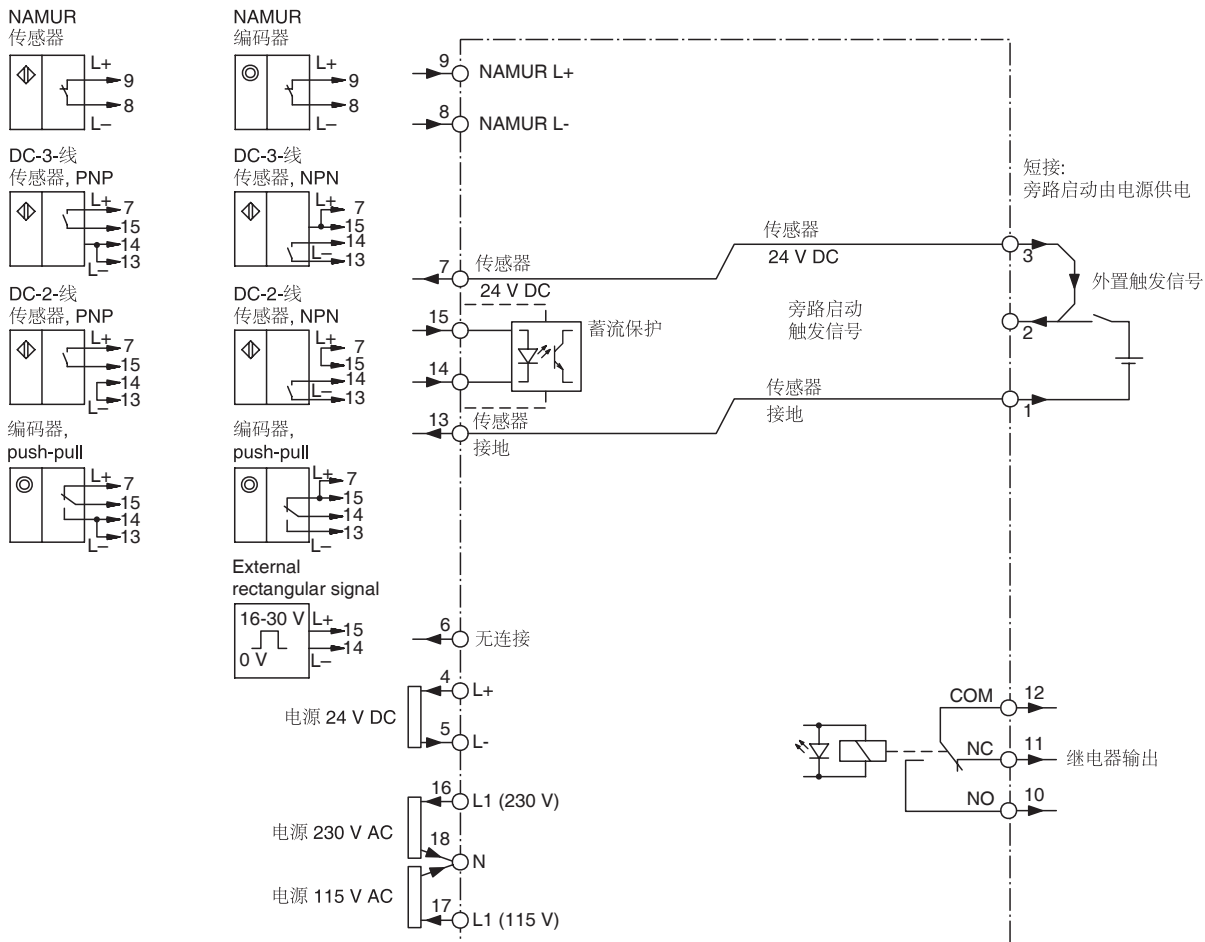 NAMUR
传感器
L+
9
8
L–
NAMUR
编码器
L+
9
8
L–
DC-3-线
传感器, PNP
L+
7
15
14
13
L–
DC-3-线
传感器, NPN
L+
7
15
14
L–
13
DC-2-线
传感器, PNP
L+
7
15
14
13
L–
DC-2-线
传感器, NPN
L+
7
15
14
L–
13
编码器,
push-pull
L+
7
15
14
13
L–
编码器,
push-pull
L+
7
15
14
13
L–
External
rectangular signal
16-30 V
0 V
L+
15
14
L–
9
NAMUR L+
8
NAMUR L-
7
传感器
24 V DC
15
蓄流保护
14
13
传感器
接地
6
无连接
电源 24 V DC
4
L+
5
L-
电源 230 V AC
16
L1 (230 V)
18
N
电源 115 V AC
17
L1 (115 V)
短接:
旁路启动由电源供电
传感器
24 V DC
3
外置触发信号
旁路启动
触发信号
2
传感器
接地
1
COM
12
NC
11
继电器输出
NO
10